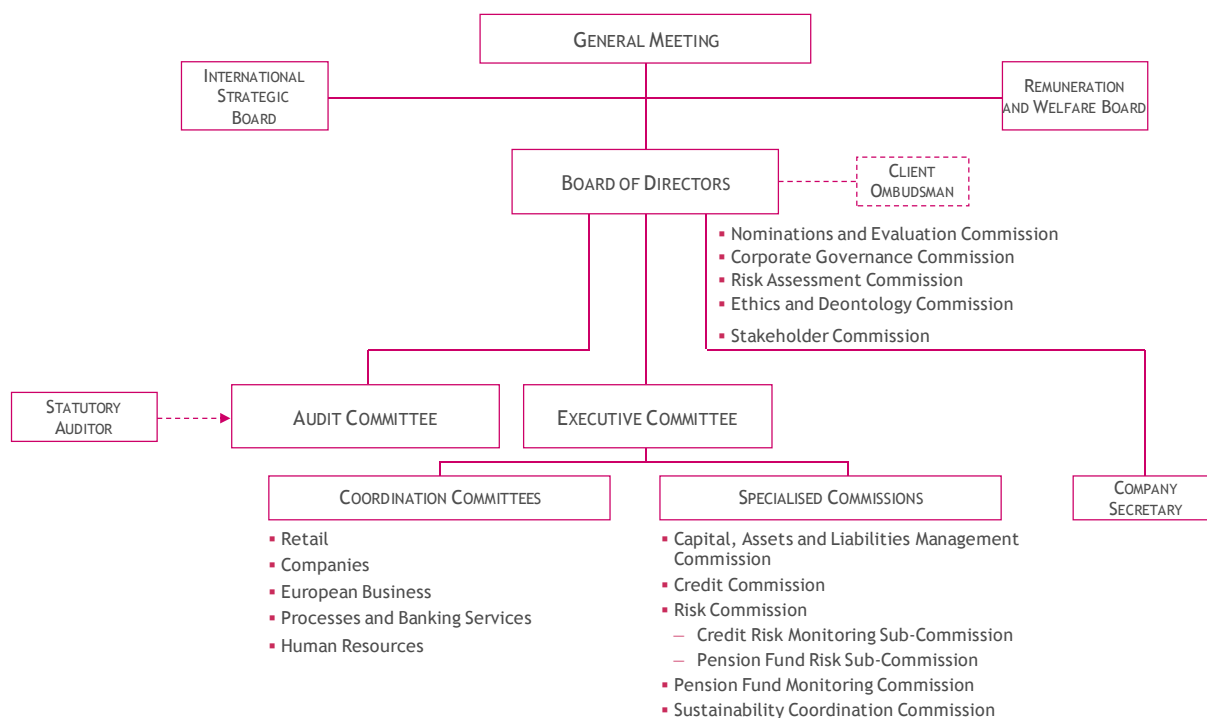 GENERAL MEETING
INTERNATIONAL
STRATEGIC
BOARD
REMUNERATION
AND WELFARE BOARD
BOARD OF DIRECTORS
CLIENT
OMBUDSMAN
▪ Nominations and Evaluation Commission
▪ Corporate Governance Commission
▪ Risk Assessment Commission
▪ Ethics and Deontology Commission
▪ Stakeholder Commission
STATUTORY
AUDITOR
AUDIT COMMITTEE
EXECUTIVE COMMITTEE
COORDINATION COMMITTEES
SPECIALISED COMMISSIONS
COMPANY
SECRETARY
▪ Retail
▪ Companies
▪ European Business
▪ Processes and Banking Services
▪ Human Resources
▪ Capital, Assets and Liabilities Management
Commission
▪ Credit Commission
▪ Risk Commission
– Credit Risk Monitoring Sub-Commission
– Pension Fund Risk Sub-Commission
▪ Pension Fund Monitoring Commission
▪ Sustainability Coordination Commission